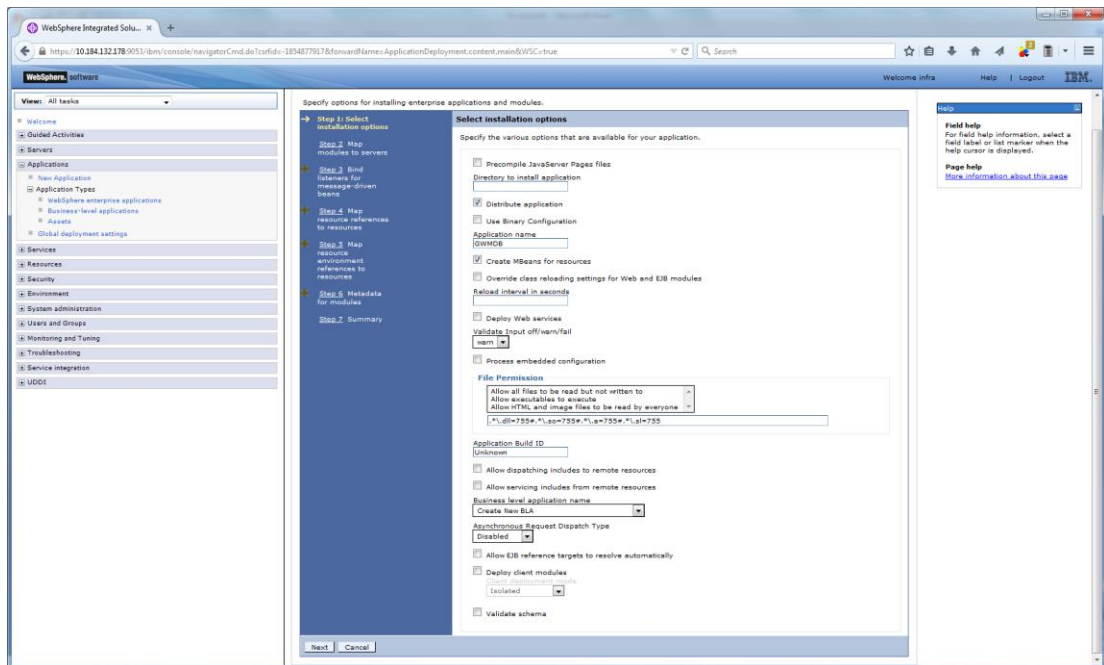 WebSphere Integrated Solu...
https://10.184.132.178:9053/ibm/console/navigatorCmd.do?csrfid=-1854877917&forwardName=ApplicationDeployment.content.main&WSC=true
Search
WebSphere. software
Welcome infra
Help | Logout
IBM.
View: All tasks
Welcome
Guided Activities
Servers
Applications
New Application
Application Types
WebSphere enterprise applications
Business-level applications
Assets
Global deployment settings
Services
Resources
Security
Environment
System administration
Users and Groups
Monitoring and Tuning
Troubleshooting
Service integration
UDDI
Specify options for installing enterprise applications and modules.
Step 1: Select
installation options
Step 2 Map
modules to servers
Step 3 Bind
listeners for
message-driven
beans
Step 4 Map
resource references
to resources
Step 5 Map
resource
environment
references to
resources
Step 6 Metadata
for modules
Step 7 Summary
Select installation options
Specify the various options that are available for your application.
Precompile JavaServer Pages files
Directory to install application
Distribute application
Use Binary Configuration
Application name
GWMDB
Create MBeans for resources
Override class reloading settings for Web and EJB modules
Reload interval in seconds
Deploy Web services
Validate Input off/warn/fail
warn
Process embedded configuration
File Permission
Allow all files to be read but not written to
Allow executables to execute
Allow HTML and image files to be read by everyone
.*\.dll=755#.*\.so=755#.*\.a=755#.*\.sl=755
Application Build ID
Unknown
Allow dispatching includes to remote resources
Allow servicing includes from remote resources
Business level application name
Create New BLA
Asynchronous Request Dispatch Type
Disabled
Allow EJB reference targets to resolve automatically
Deploy client modules
Client deployment mode
Isolated
Validate schema
Next
Cancel
Help
Field help
For field help information, select a
field label or list marker when the
help cursor is displayed.
Page help
More information about this page